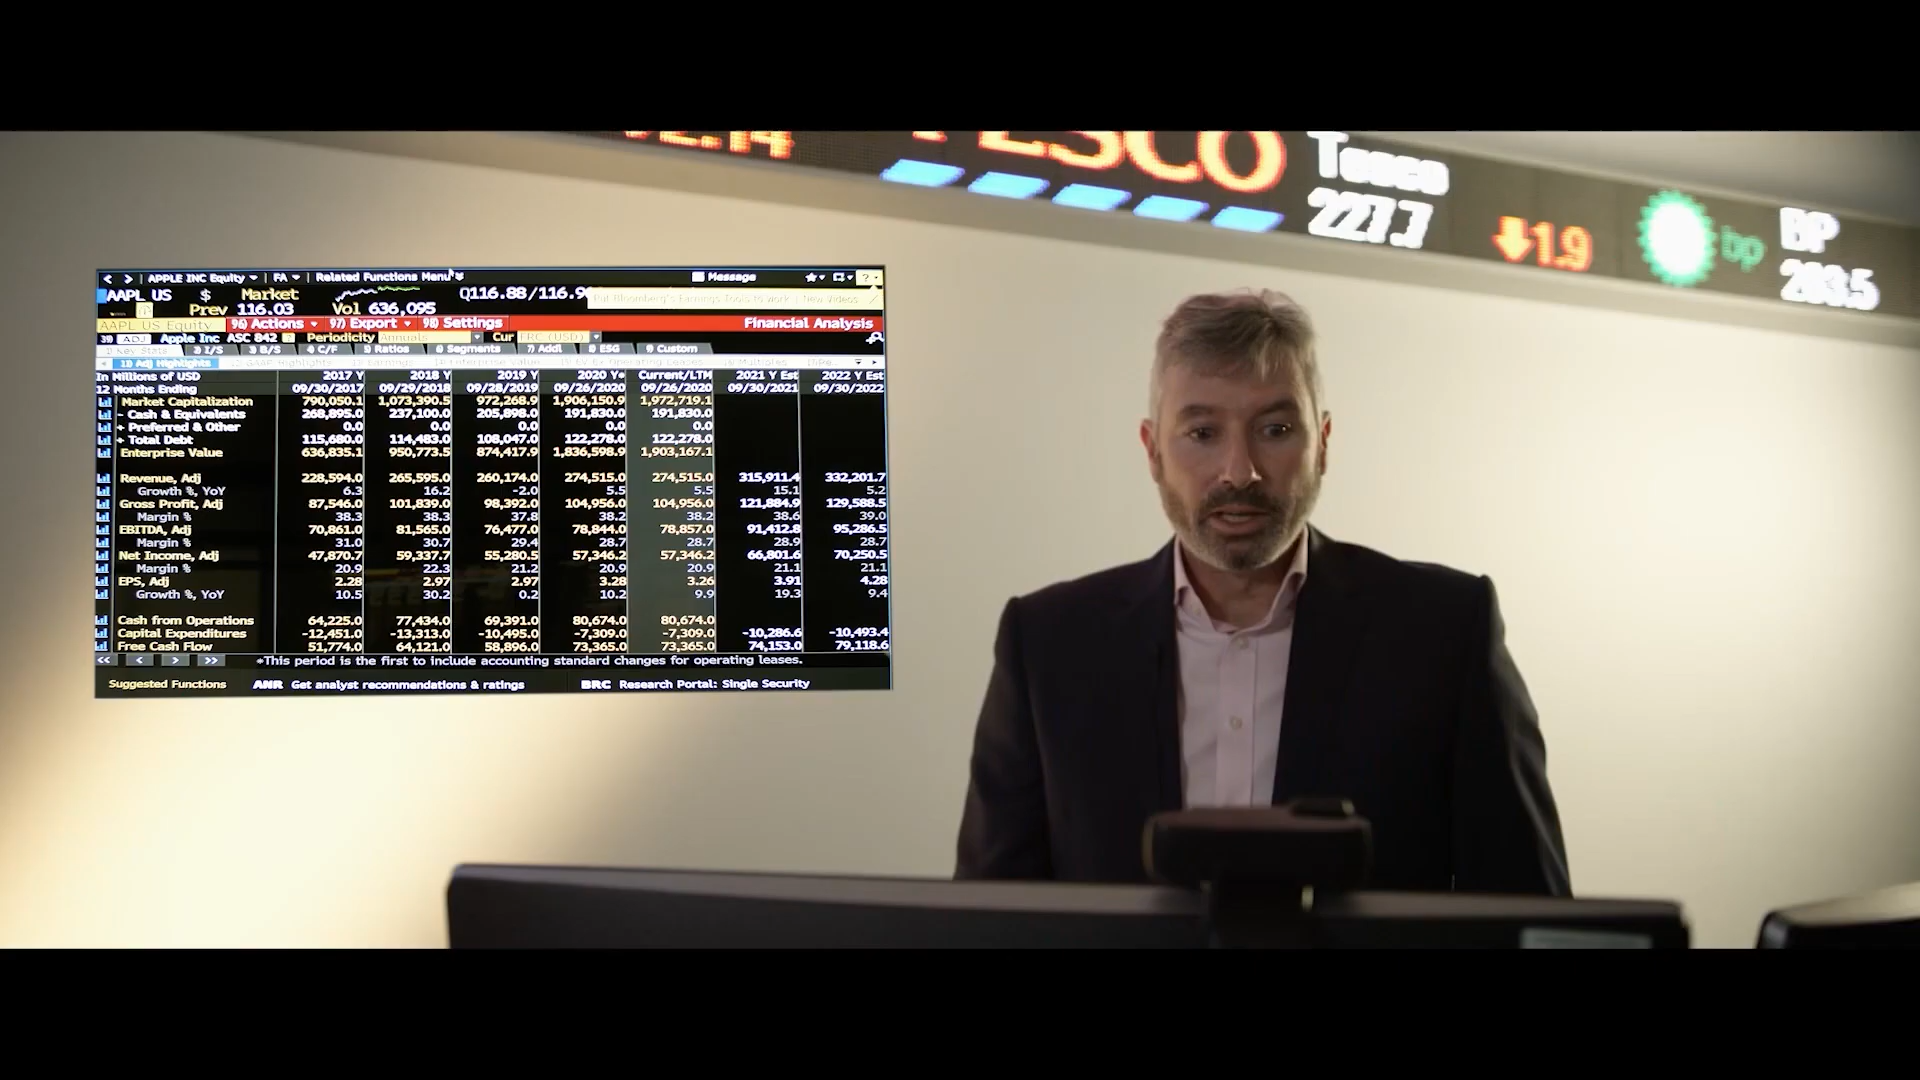 TESCO
Tesco
227.7
1.9
bp
BP
283.5
APPLE INC Equity | FA | Related Functions Menu Message
AAPL US $ Market Q116.88/116.9
Prev 116.03 Vol 636,095
Put Bloomberg's Earnings Tools to work | New Videos
AAPL US Equity 96) Actions 97) Export 98) Settings Financial Analysis
39) ADJ Apple Inc ASC 842 Periodicity Annuals Cur FRC (USD)
1) Key Stats 2) I/S 3) B/S 4) C/F 5) Ratios 6) Segments 7) Addl 8) ESG 9) Custom
11) Adj Highlights
In Millions of USD 2017 Y 2018 Y 2019 Y 2020 Y* Current/LTM 2021 Y Est 2022 Y Est
12 Months Ending 09/30/2017 09/29/2018 09/28/2019 09/26/2020 09/26/2020 09/30/2021 09/30/2022
Market Capitalization 790,050.1 1,073,390.5 972,268.9 1,906,150.9 1,972,719.1
- Cash & Equivalents 268,895.0 237,100.0 205,898.0 191,830.0 191,830.0
+ Preferred & Other 0.0 0.0 0.0 0.0 0.0
+ Total Debt 115,680.0 114,483.0 108,047.0 122,278.0 122,278.0
Enterprise Value 636,835.1 950,773.5 874,417.9 1,836,598.9 1,903,167.1
Revenue, Adj 228,594.0 265,595.0 260,174.0 274,515.0 274,515.0 315,911.4 332,201.7
Growth %, YoY 6.3 16.2 -2.0 5.5 5.5 15.1 5.2
Gross Profit, Adj 87,546.0 101,839.0 98,392.0 104,956.0 104,956.0 121,884.9 129,588.5
Margin % 38.3 38.3 37.8 38.2 38.2 38.6 39.0
EBITDA, Adj 70,861.0 81,565.0 76,477.0 78,844.0 78,857.0 91,412.8 95,286.5
Margin % 31.0 30.7 29.4 28.7 28.7 28.9 28.7
Net Income, Adj 47,870.7 59,337.7 55,280.5 57,346.2 57,346.2 66,801.6 70,250.5
Margin % 20.9 22.3 21.2 20.9 20.9 21.1 21.1
EPS, Adj 2.28 2.97 2.97 3.28 3.26 3.91 4.28
Growth %, YoY 10.5 30.2 0.2 10.2 9.9 19.3 9.4
Cash from Operations 64,225.0 77,434.0 69,391.0 80,674.0 80,674.0
Capital Expenditures -12,451.0 -13,313.0 -10,495.0 -7,309.0 -7,309.0 -10,286.6 -10,493.4
Free Cash Flow 51,774.0 64,121.0 58,896.0 73,365.0 73,365.0 74,153.0 79,118.6
*This period is the first to include accounting standard changes for operating leases.
Suggested Functions ANR Get analyst recommendations & ratings BRC Research Portal: Single Security